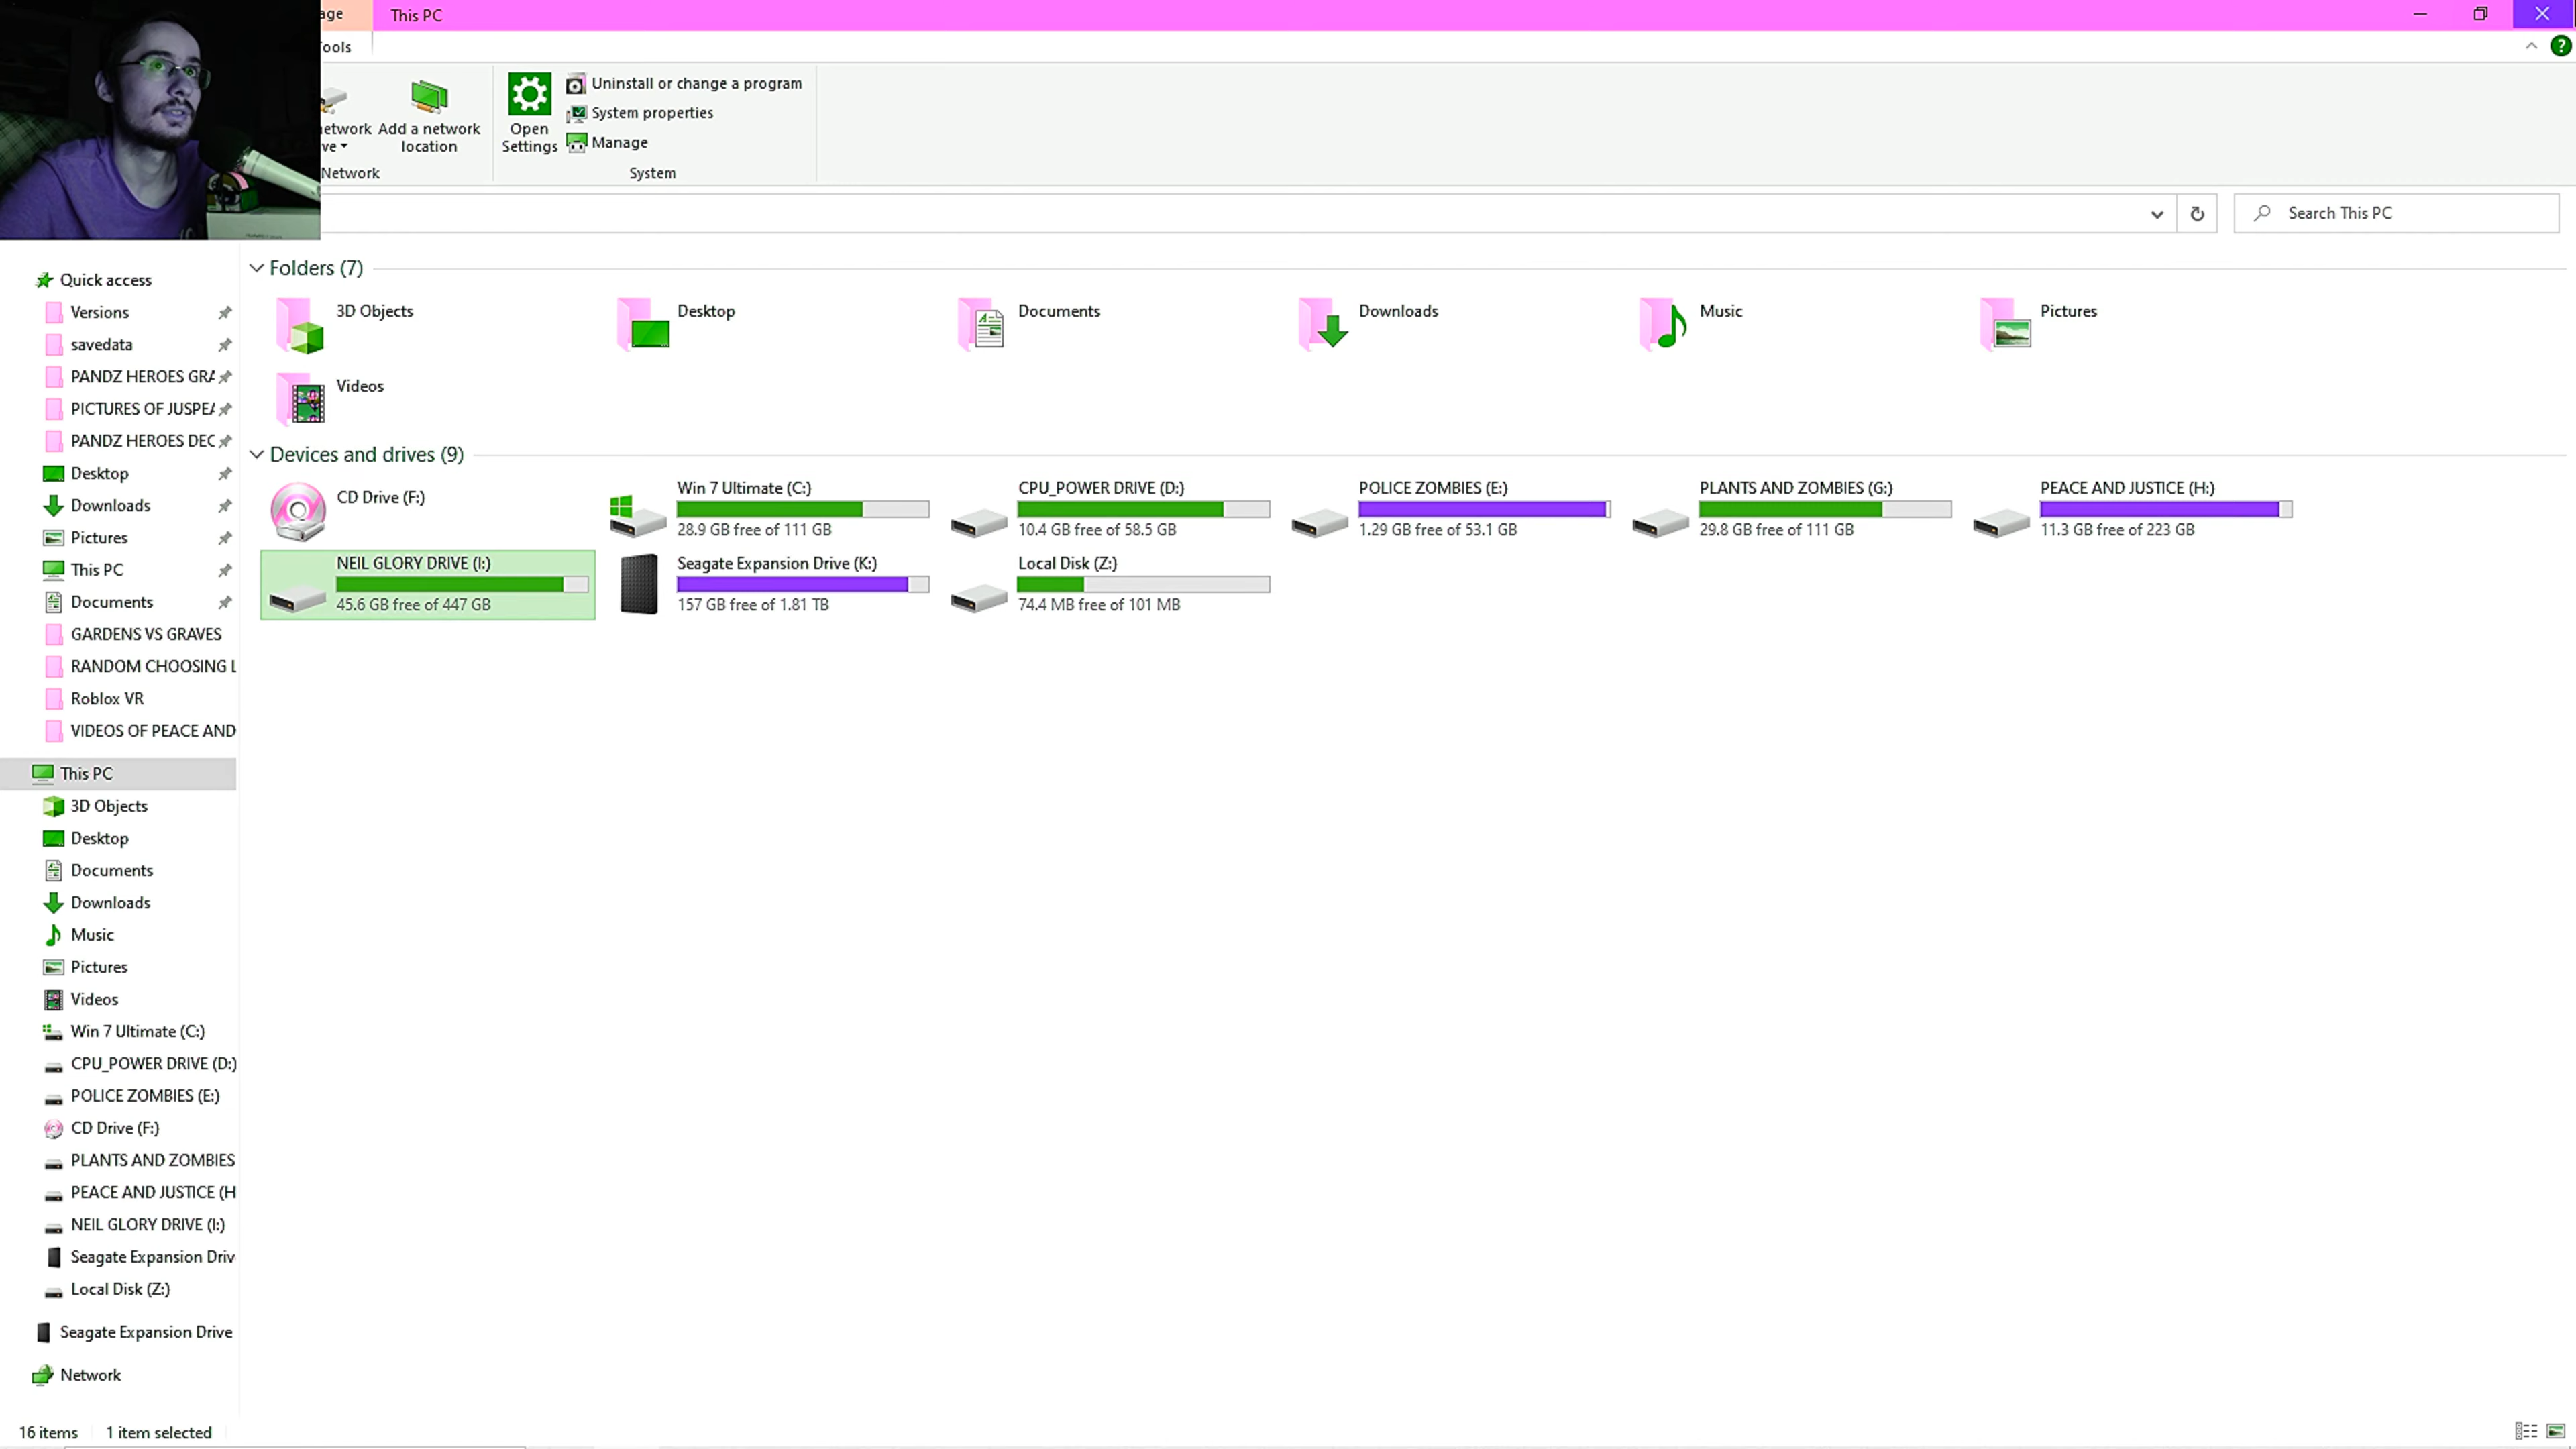 age
This PC
Tools
Network
ve
Add a network
location
Open
Settings
Uninstall or change a program
System properties
Manage
Network
System
Search This PC
Quick access
Versions
savedata
PANDZ HEROES GRA
PICTURES OF JUSPEA
PANDZ HEROES DEC
Desktop
Downloads
Pictures
This PC
Documents
GARDENS VS GRAVES
RANDOM CHOOSING L
Roblox VR
VIDEOS OF PEACE AND
This PC
3D Objects
Desktop
Documents
Downloads
Music
Pictures
Videos
Win 7 Ultimate (C:)
CPU_POWER DRIVE (D:)
POLICE ZOMBIES (E:)
CD Drive (F:)
PLANTS AND ZOMBIES
PEACE AND JUSTICE (H
NEIL GLORY DRIVE (I:)
Seagate Expansion Driv
Local Disk (Z:)
Seagate Expansion Drive
Network
Folders (7)
3D Objects
Desktop
Documents
Downloads
Music
Pictures
Videos
Devices and drives (9)
CD Drive (F:)
Win 7 Ultimate (C:)
28.9 GB free of 111 GB
CPU_POWER DRIVE (D:)
10.4 GB free of 58.5 GB
POLICE ZOMBIES (E:)
1.29 GB free of 53.1 GB
PLANTS AND ZOMBIES (G:)
29.8 GB free of 111 GB
PEACE AND JUSTICE (H:)
11.3 GB free of 223 GB
NEIL GLORY DRIVE (I:)
45.6 GB free of 447 GB
Seagate Expansion Drive (K:)
157 GB free of 1.81 TB
Local Disk (Z:)
74.4 MB free of 101 MB
16 items
1 item selected